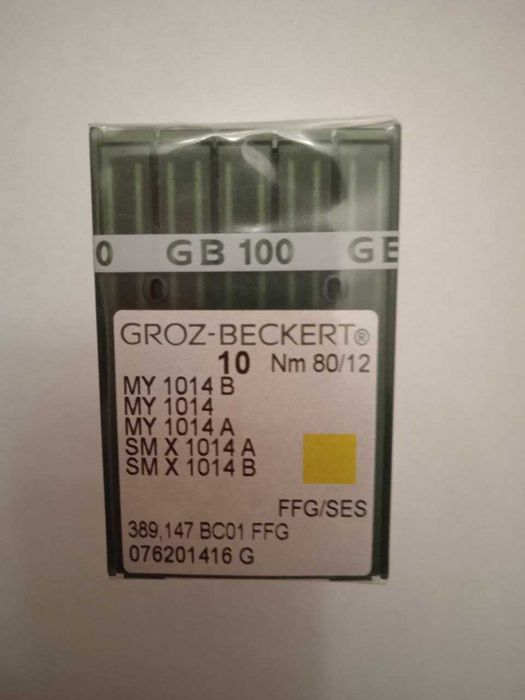 0 GB 100 GE
GROZ-BECKERT®
10 Nm 80/12
MY 1014 B
MY 1014
MY 1014 A
SM X 1014 A
SM X 1014 B
FFG/SES
389,147 BC01 FFG
076201416 G